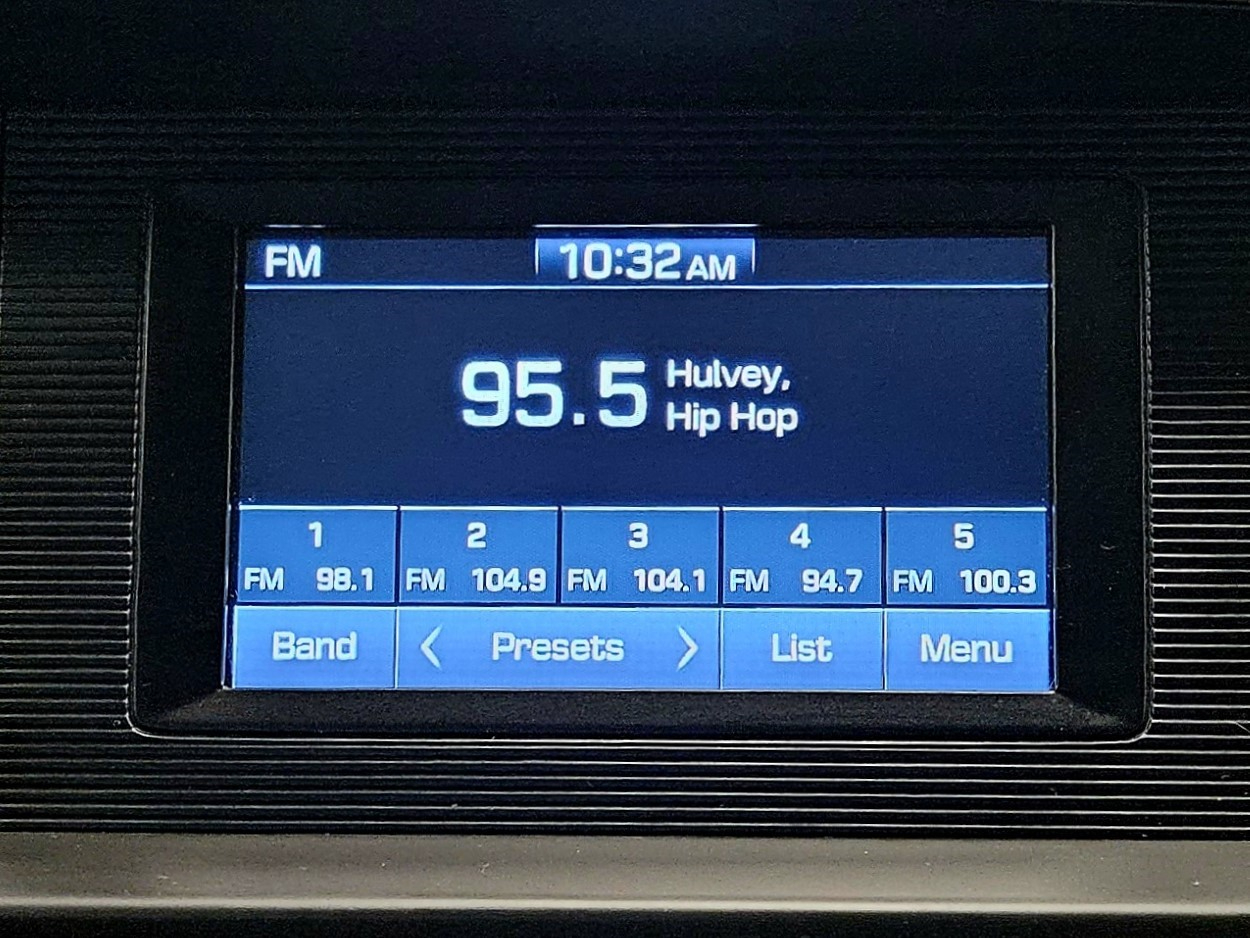 FM 10:32 AM
95.5 Hulvey,
Hip Hop
1 2 3 4 5
FM 98.1 FM 104.9 FM 104.1 FM 94.7 FM 100.3
Band < Presets > List Menu